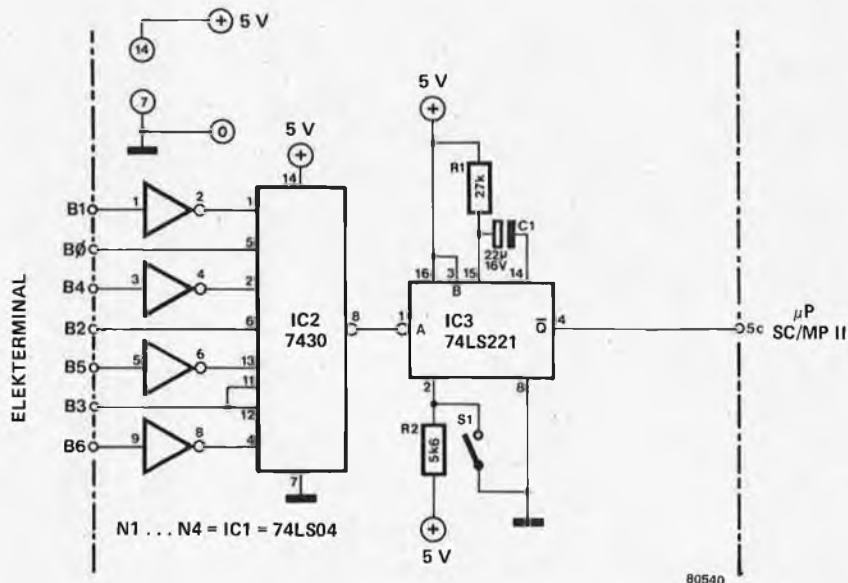 14
+ 5 V
7
0
5 V
+
14
B1
1
2
1
BØ
5
B4
3
4
2
B2
6
IC2
7430
8
B5
5
6
13
11
B3
12
B6
9
8
4
7
ELEKTERMINAL
N1 ... N4 = IC1 = 74LS04
5 V
+
R1
27k
C1
22µ
16V
16
3
15
14
B
1
A
IC3
74LS221
Q
4
5c
µP
SC/MP II
2
8
R2
5k6
S1
+
5 V
80540